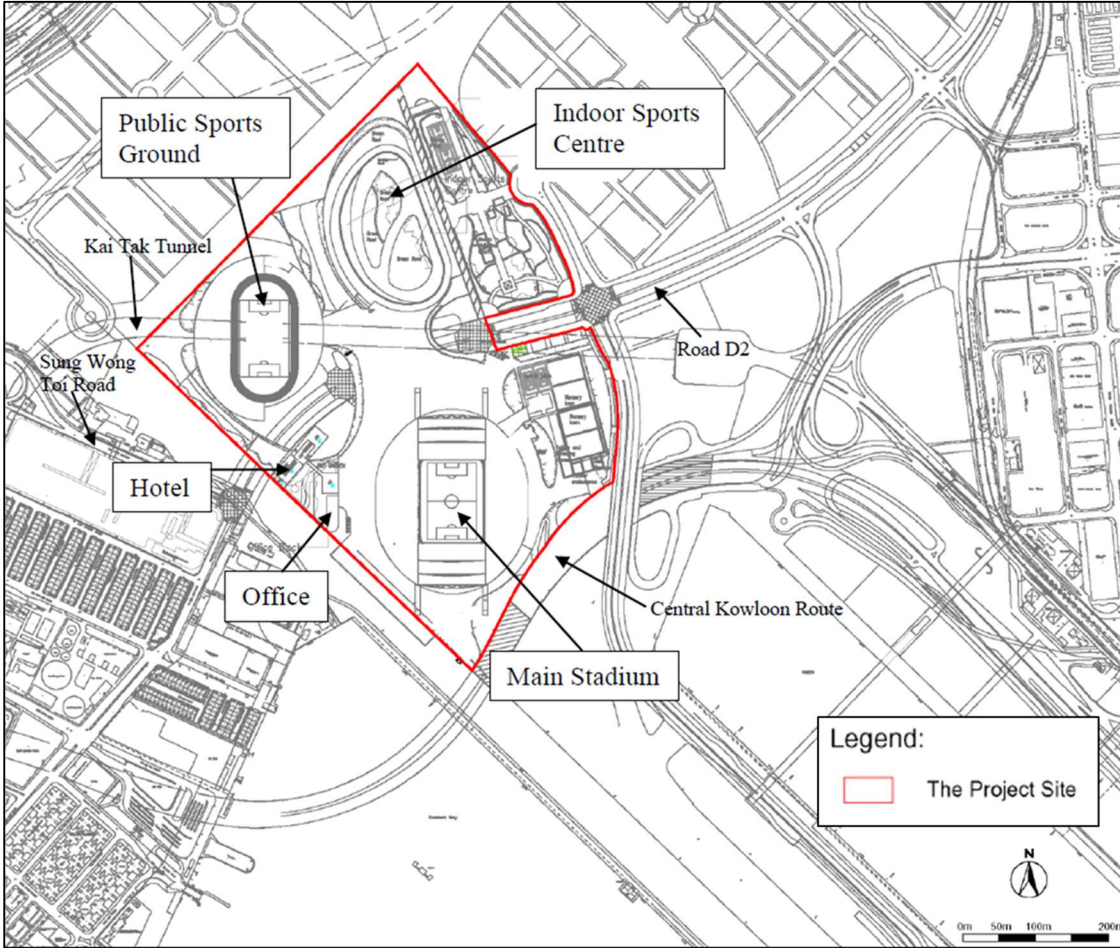 Public Sports
Ground
Indoor Sports
Centre
Kai Tak Tunnel
Road D2
Sung Wong
Toi Road
Hotel
Office
Central Kowloon Route
Main Stadium
Legend:
The Project Site
N
0m 50m 100m 200m